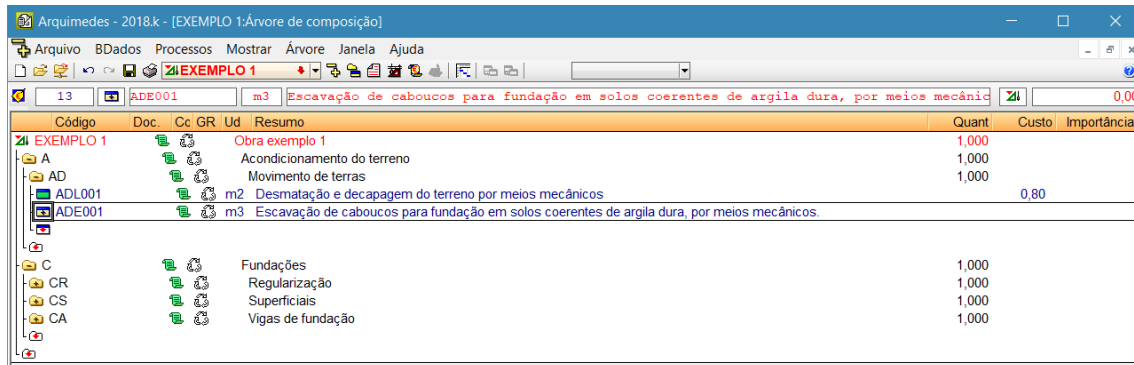 Arquimedes - 2018.k - [EXEMPLO 1:Árvore de composição]
Arquivo BDados Processos Mostrar Árvore Janela Ajuda
EXEMPLO 1
13 ADE001 m3 Escavação de caboucos para fundação em solos coerentes de argila dura, por meios mecânic 0,00
Código Doc. Cc GR Ud Resumo Quant Custo Importância
EXEMPLO 1 Obra exemplo 1 1,000
A Acondicionamento do terreno 1,000
AD Movimento de terras 1,000
ADL001 m2 Desmatação e decapagem do terreno por meios mecânicos 0,80
ADE001 m3 Escavação de caboucos para fundação em solos coerentes de argila dura, por meios mecânicos.
C Fundações 1,000
CR Regularização 1,000
CS Superficiais 1,000
CA Vigas de fundação 1,000